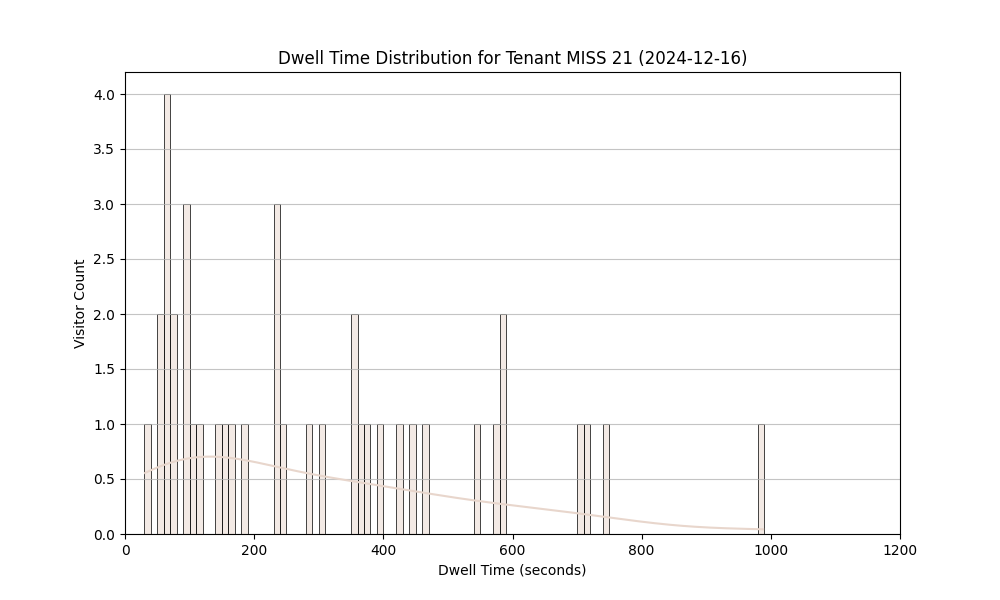 Dwell Time Distribution for Tenant MISS 21 (2024-12-16)
4.0
3.5
3.0
2.5
2.0
1.5
1.0
0.5
0.0
Visitor Count
0 200 400 600 800 1000 1200
Dwell Time (seconds)